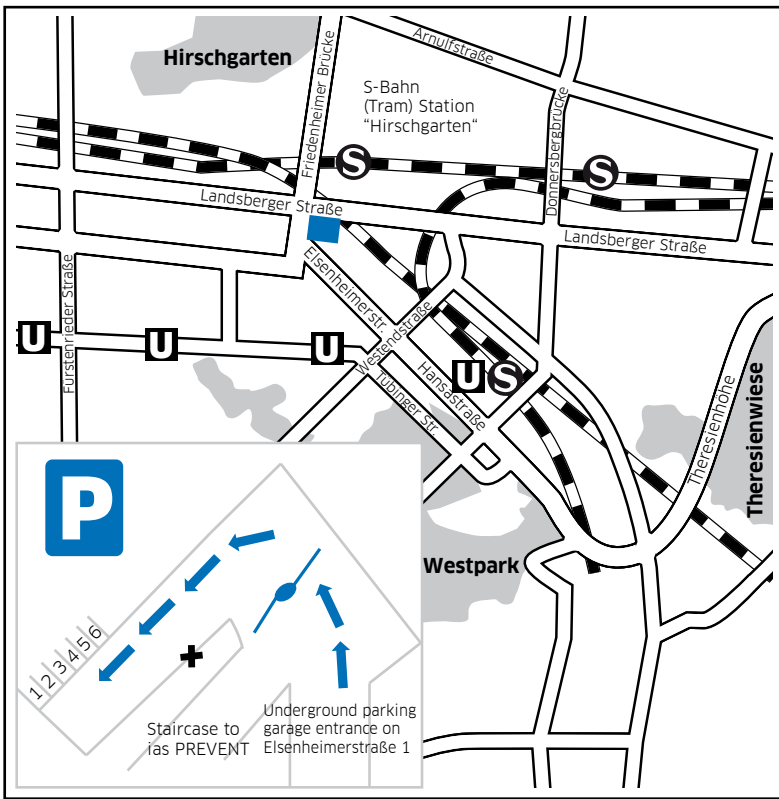 Hirschgarten
Friedenheimer Brücke
Arnulfstraße
S-Bahn
(Tram) Station
"Hirschgarten"
Donnersbergbrücke
S
S
Landsberger Straße
Landsberger Straße
Fürstenrieder Straße
Elsenheimerstr.
Westendstraße
U
U
U
U
S
Hansastraße
Tübinger Str.
Theresienhöhe
Theresienwiese
Westpark
P
1 2 3 4 5 6
Staircase to
ias PREVENT
Underground parking
garage entrance on
Elsenheimerstraße 1